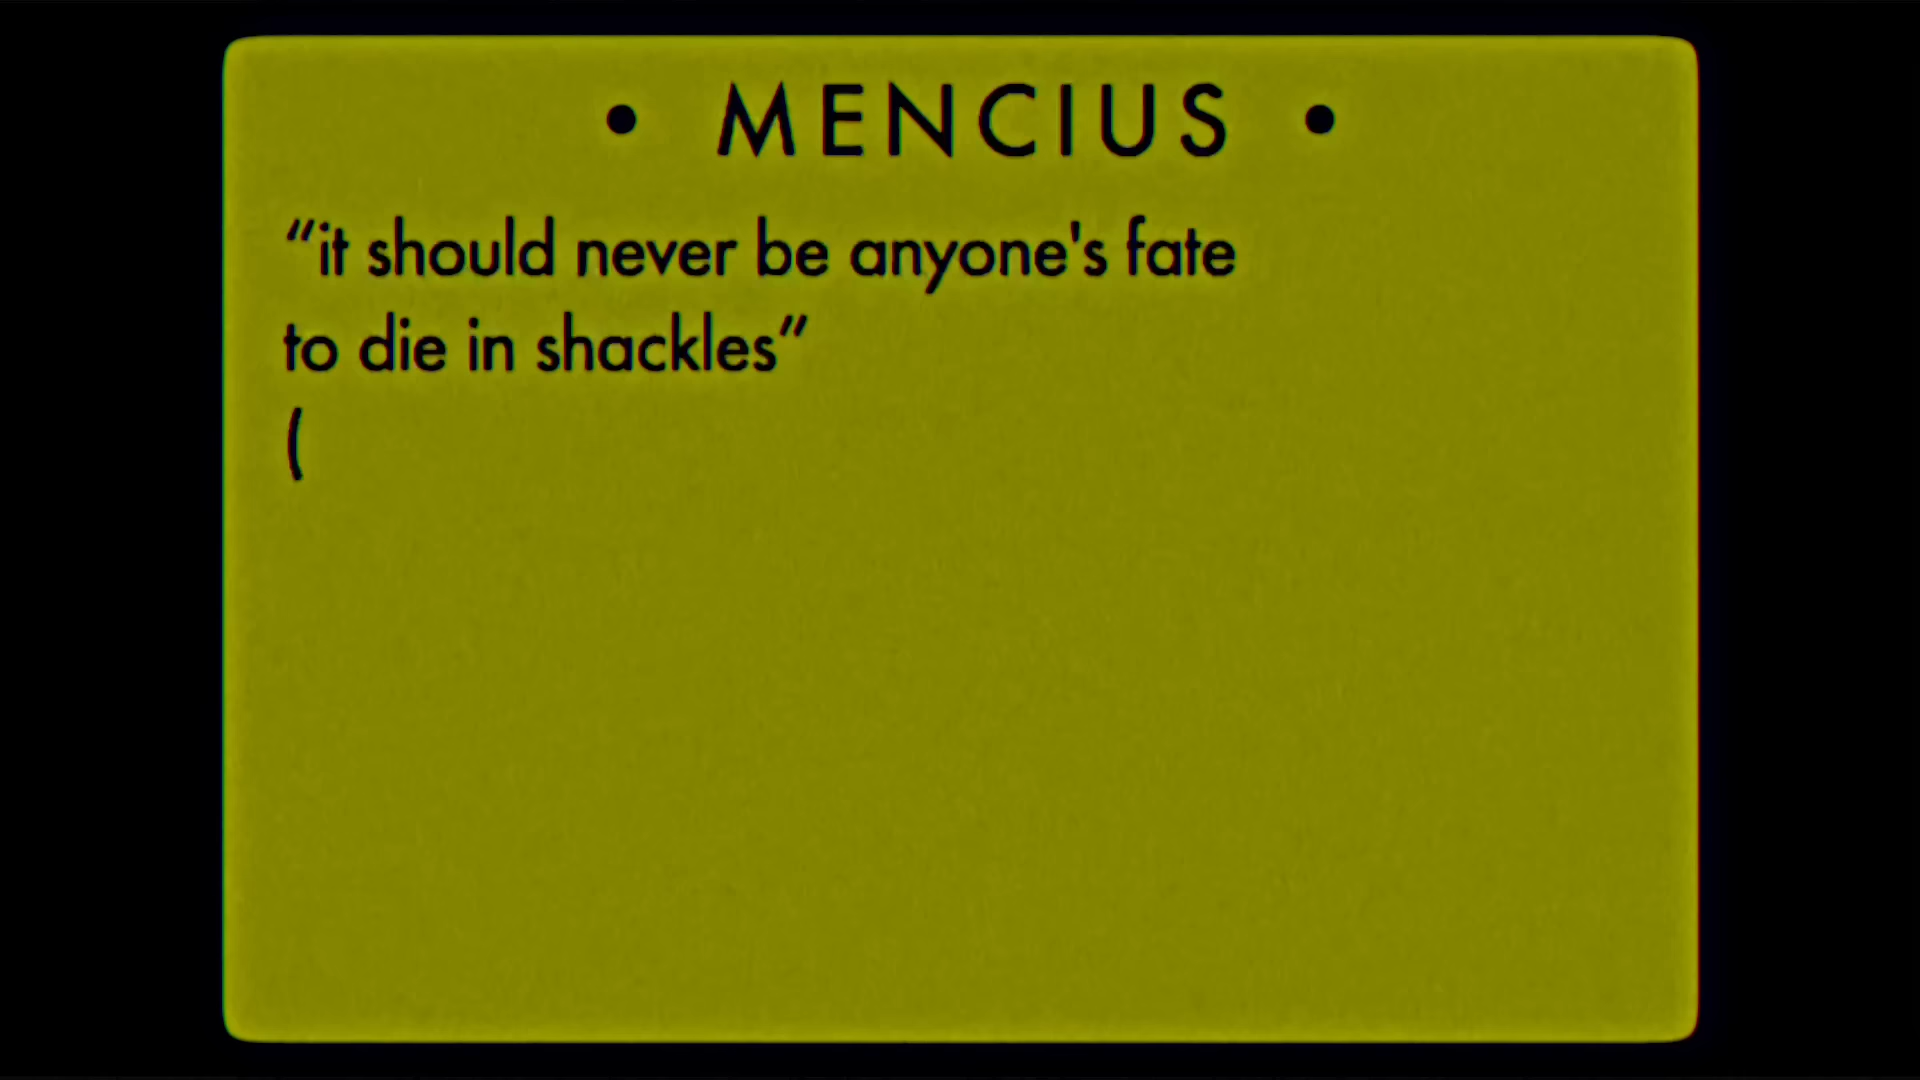 • MENCIUS •
“it should never be anyone's fate
to die in shackles”
(